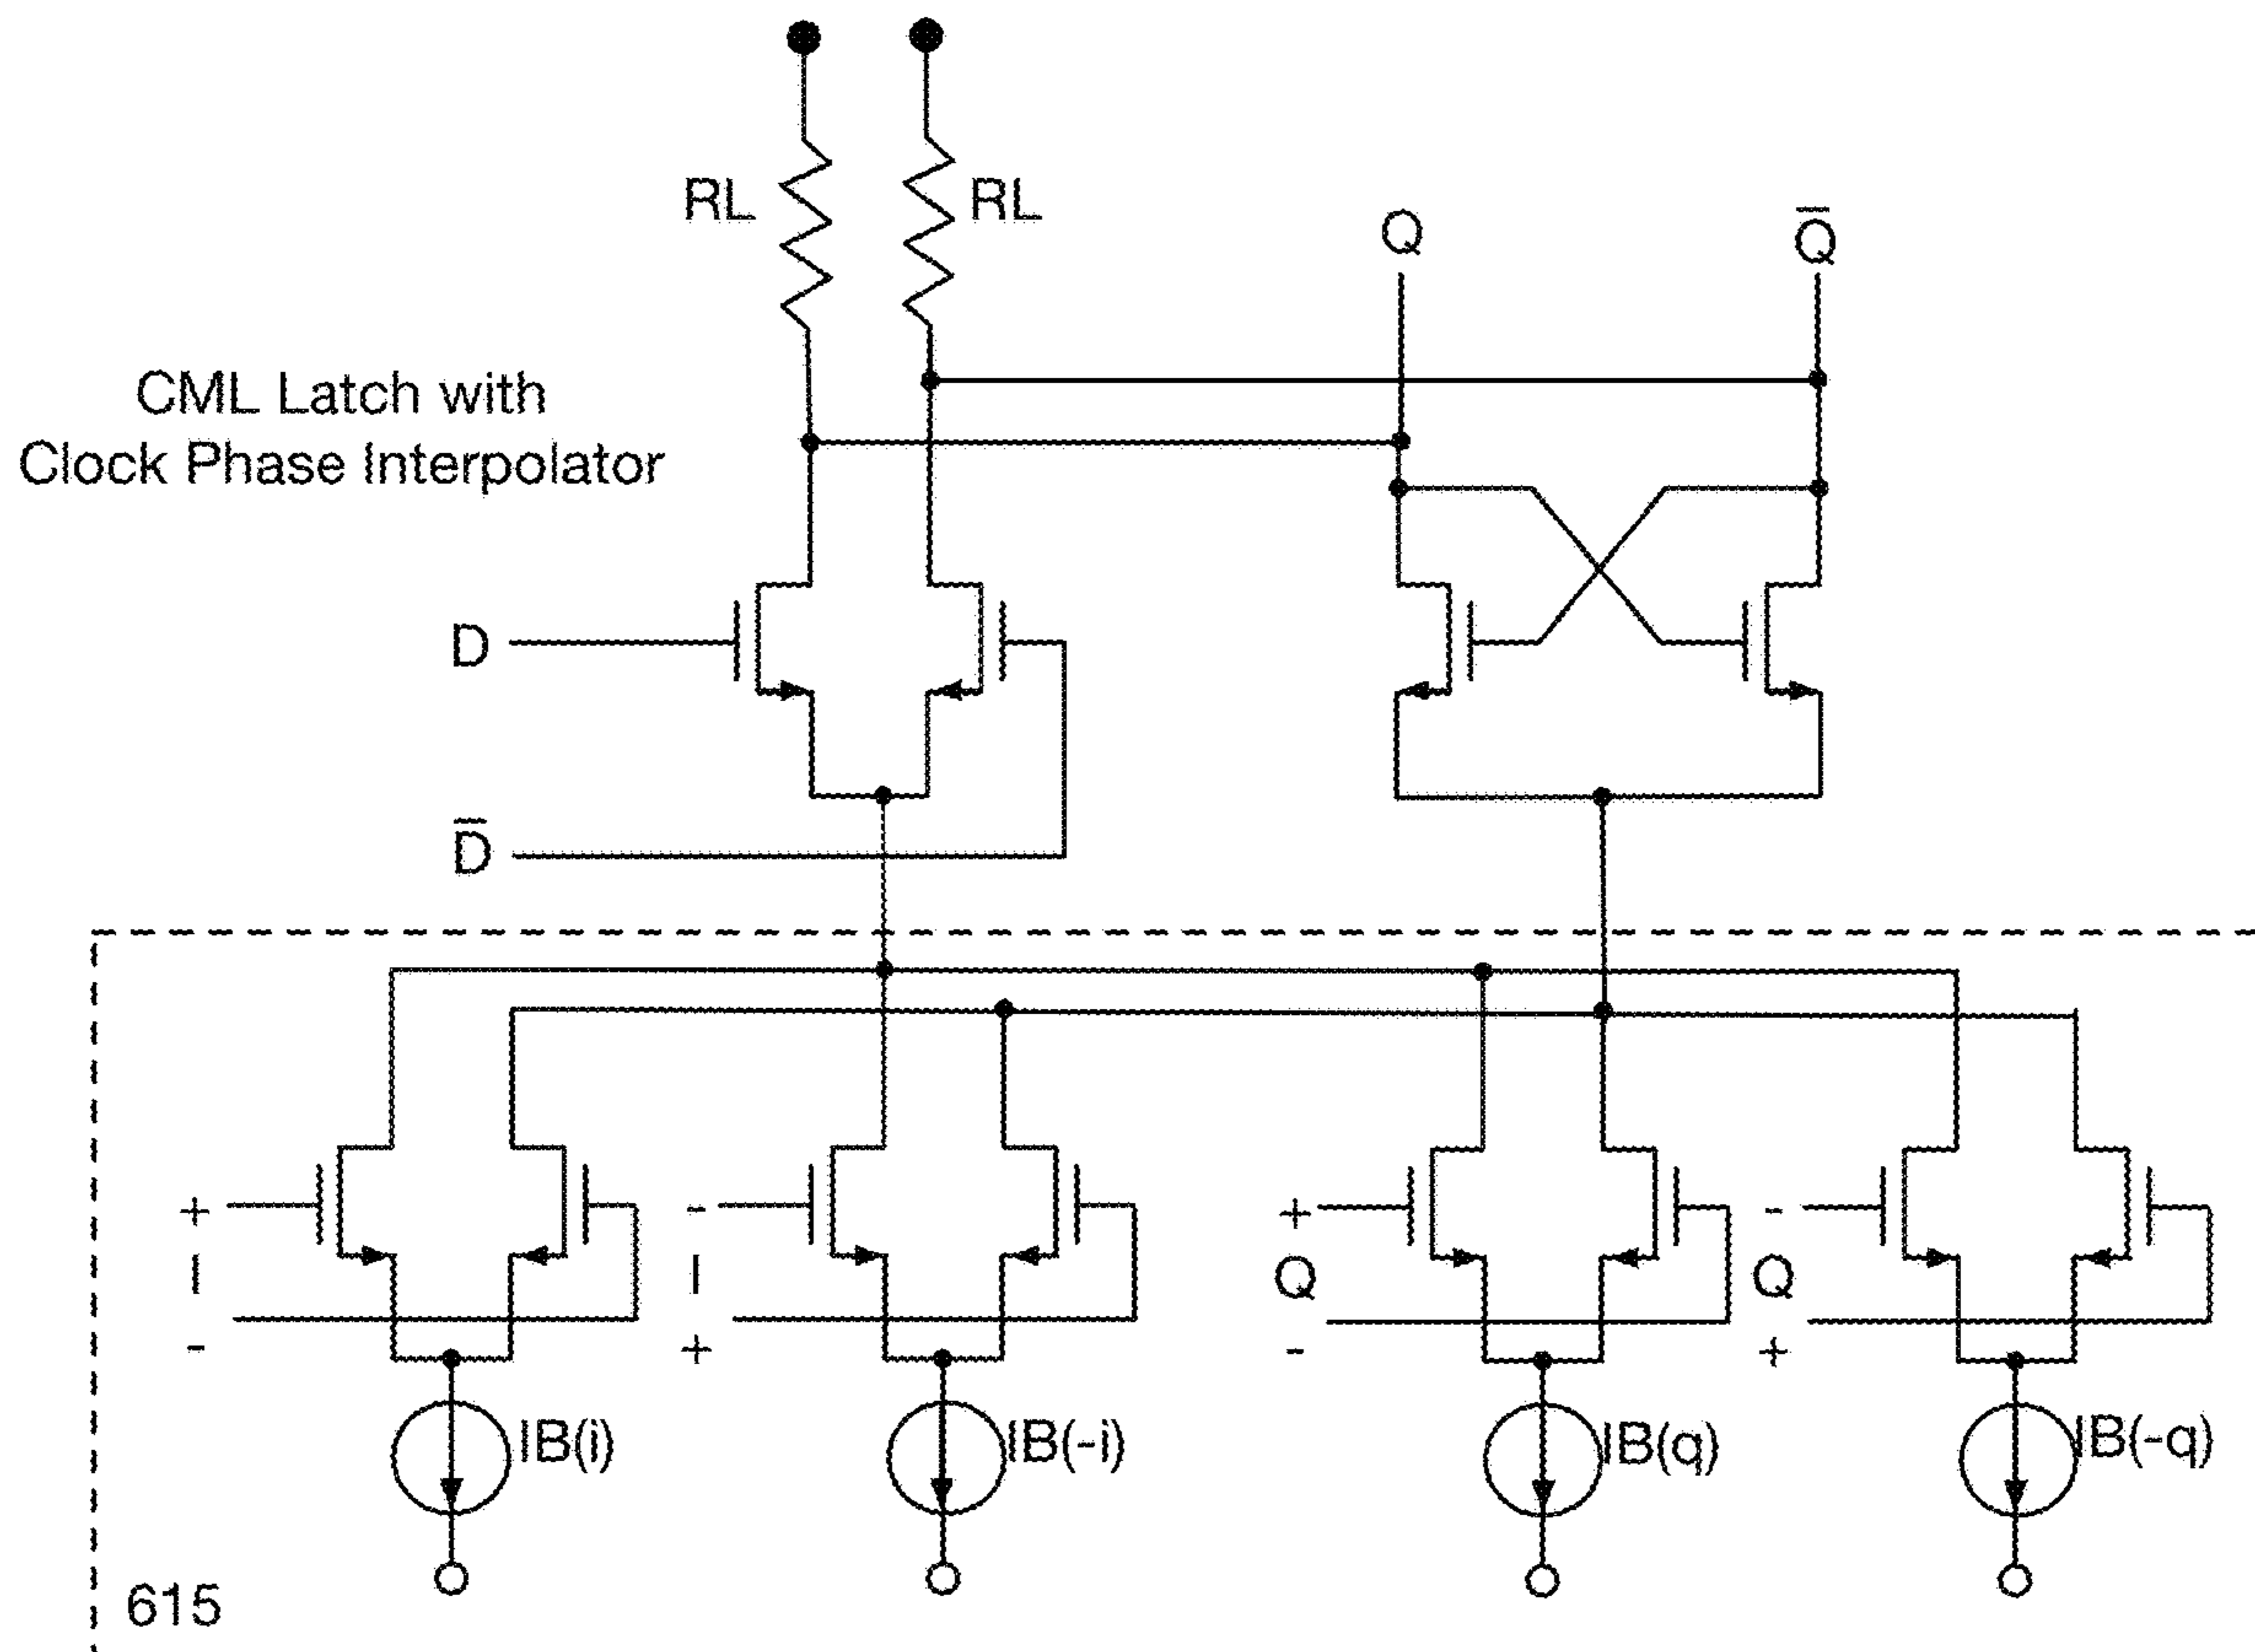 RL
RL
Q
Q̅
CML Latch with
Clock Phase Interpolator
D
D̅
+
I
-
-
I
+
+
Q
-
-
Q
+
IB(i)
IB(-i)
IB(q)
IB(-q)
615